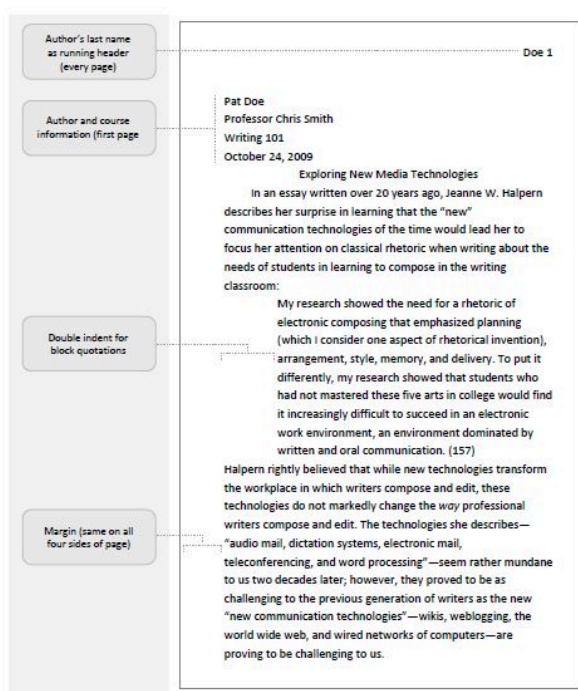 Author's last name
as running header
(every page)
Doe 1
Author and course
information (first page
Pat Doe
Professor Chris Smith
Writing 101
October 24, 2009
Exploring New Media Technologies
In an essay written over 20 years ago, Jeanne W. Halpern
describes her surprise in learning that the “new”
communication technologies of the time would lead her to
focus her attention on classical rhetoric when writing about the
needs of students in learning to compose in the writing
classroom:
Double indent for
block quotations
My research showed the need for a rhetoric of
electronic composing that emphasized planning
(which I consider one aspect of rhetorical invention),
arrangement, style, memory, and delivery. To put it
differently, my research showed that students who
had not mastered these five arts in college would find
it increasingly difficult to succeed in an electronic
work environment, an environment dominated by
written and oral communication. (157)
Margin (same on all
four sides of page)
Halpern rightly believed that while new technologies transform
the workplace in which writers compose and edit, these
technologies do not markedly change the way professional
writers compose and edit. The technologies she describes—
“audio mail, dictation systems, electronic mail,
teleconferencing, and word processing”—seem rather mundane
to us two decades later; however, they proved to be as
challenging to the previous generation of writers as the new
“new communication technologies”—wikis, weblogging, the
world wide web, and wired networks of computers—are
proving to be challenging to us.